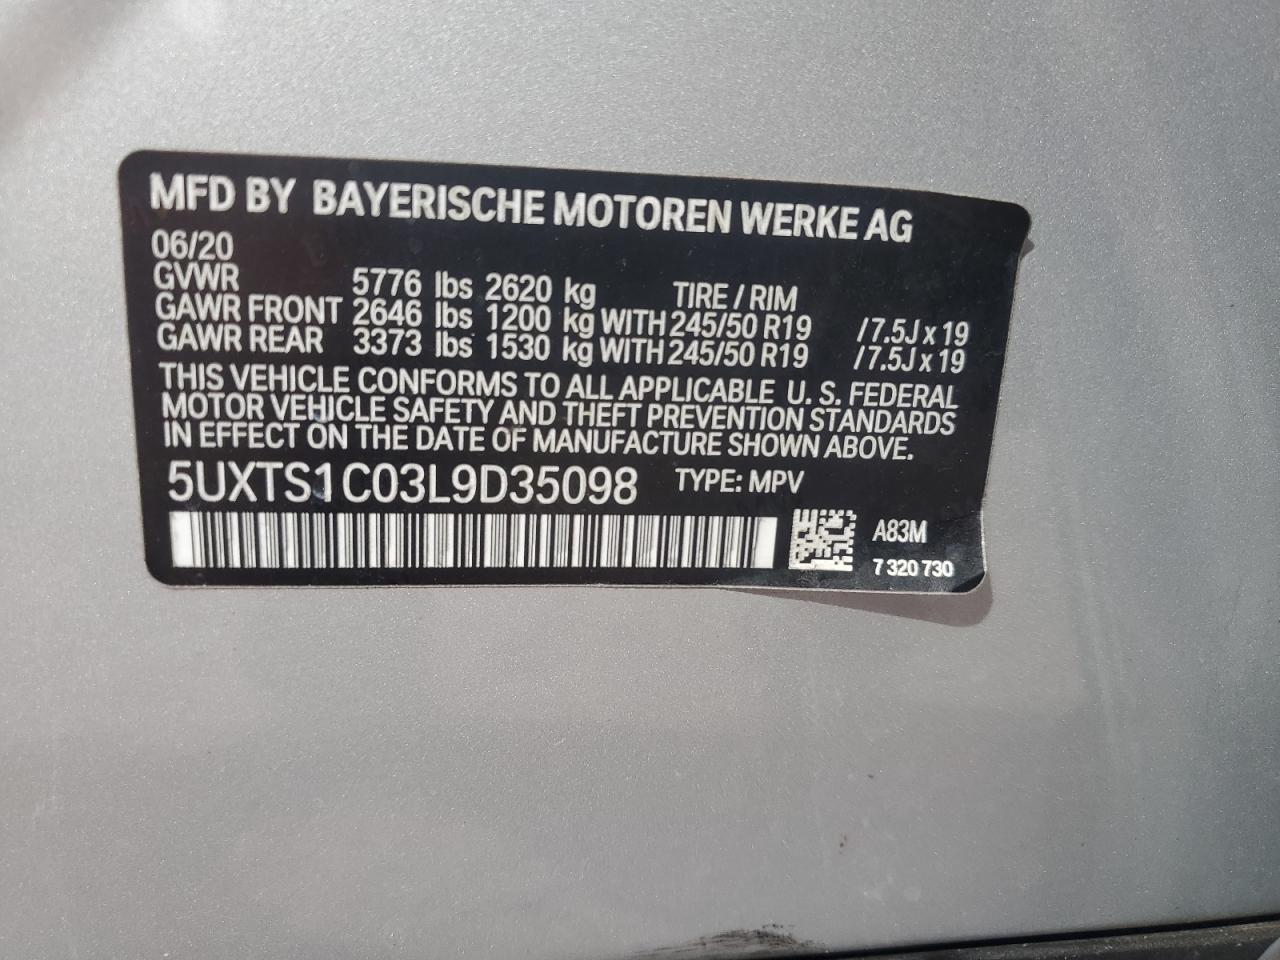 MFD BY BAYERISCHE MOTOREN WERKE AG
06/20
GVWR 5776 lbs 2620 kg TIRE / RIM
GAWR FRONT 2646 lbs 1200 kg WITH 245/50 R19 / 7.5J x 19
GAWR REAR 3373 lbs 1530 kg WITH 245/50 R19 / 7.5J x 19
THIS VEHICLE CONFORMS TO ALL APPLICABLE U. S. FEDERAL
MOTOR VEHICLE SAFETY AND THEFT PREVENTION STANDARDS
IN EFFECT ON THE DATE OF MANUFACTURE SHOWN ABOVE.
5UXTS1C03L9D35098 TYPE: MPV
A83M
7 320 730